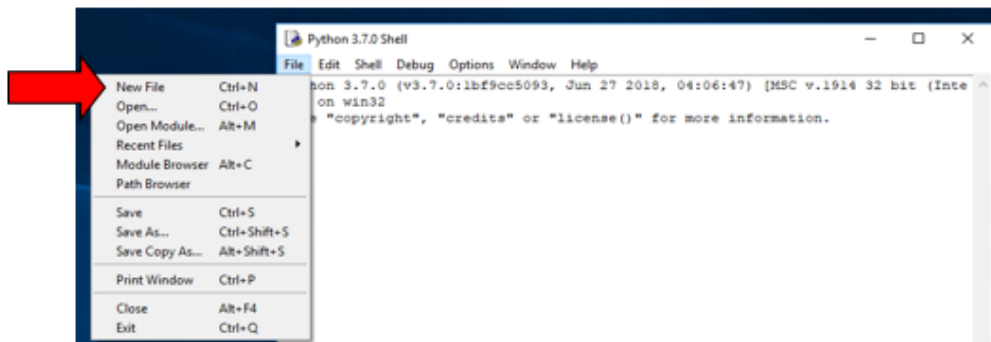 Python 3.7.0 Shell
File Edit Shell Debug Options Window Help
hon 3.7.0 (v3.7.0:1bf9cc5093, Jun 27 2018, 04:06:47) [MSC v.1914 32 bit (Inte
on win32
"copyright", "credits" or "license()" for more information.
New File Ctrl+N
Open... Ctrl+O
Open Module... Alt+M
Recent Files
Module Browser Alt+C
Path Browser
Save Ctrl+S
Save As... Ctrl+Shift+S
Save Copy As... Alt+Shift+S
Print Window Ctrl+P
Close Alt+F4
Exit Ctrl+Q